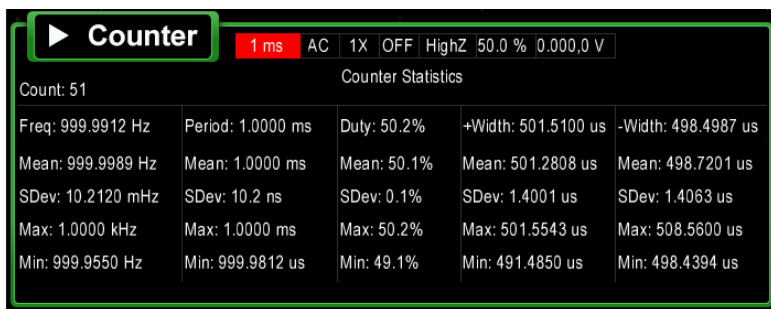 Counter
1 ms AC 1X OFF HighZ 50.0 % 0.000,0 V
Counter Statistics
Count: 51
Freq: 999.9912 Hz Period: 1.0000 ms Duty: 50.2% +Width: 501.5100 us -Width: 498.4987 us
Mean: 999.9989 Hz Mean: 1.0000 ms Mean: 50.1% Mean: 501.2808 us Mean: 498.7201 us
SDev: 10.2120 mHz SDev: 10.2 ns SDev: 0.1% SDev: 1.4001 us SDev: 1.4063 us
Max: 1.0000 kHz Max: 1.0000 ms Max: 50.2% Max: 501.5543 us Max: 508.5600 us
Min: 999.9550 Hz Min: 999.9812 us Min: 49.1% Min: 491.4850 us Min: 498.4394 us